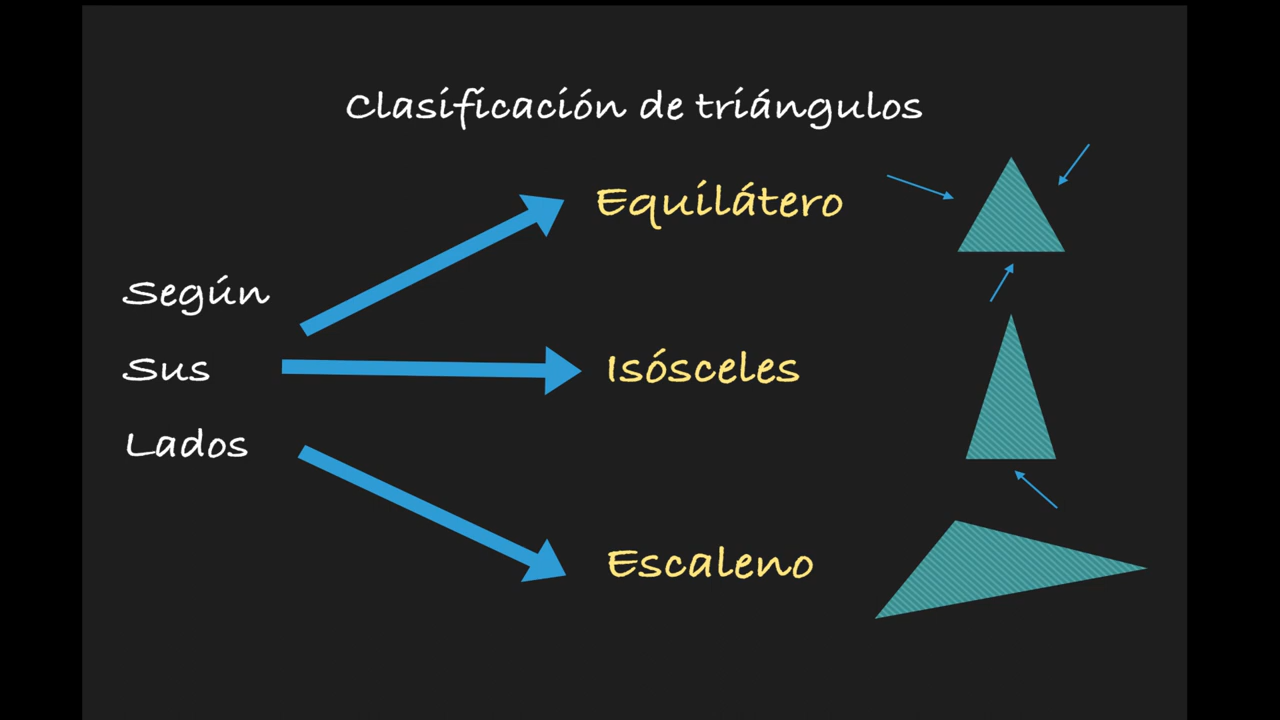 Clasificación de triángulos
Equilátero
Según
Sus
Isósceles
Lados
Escaleno